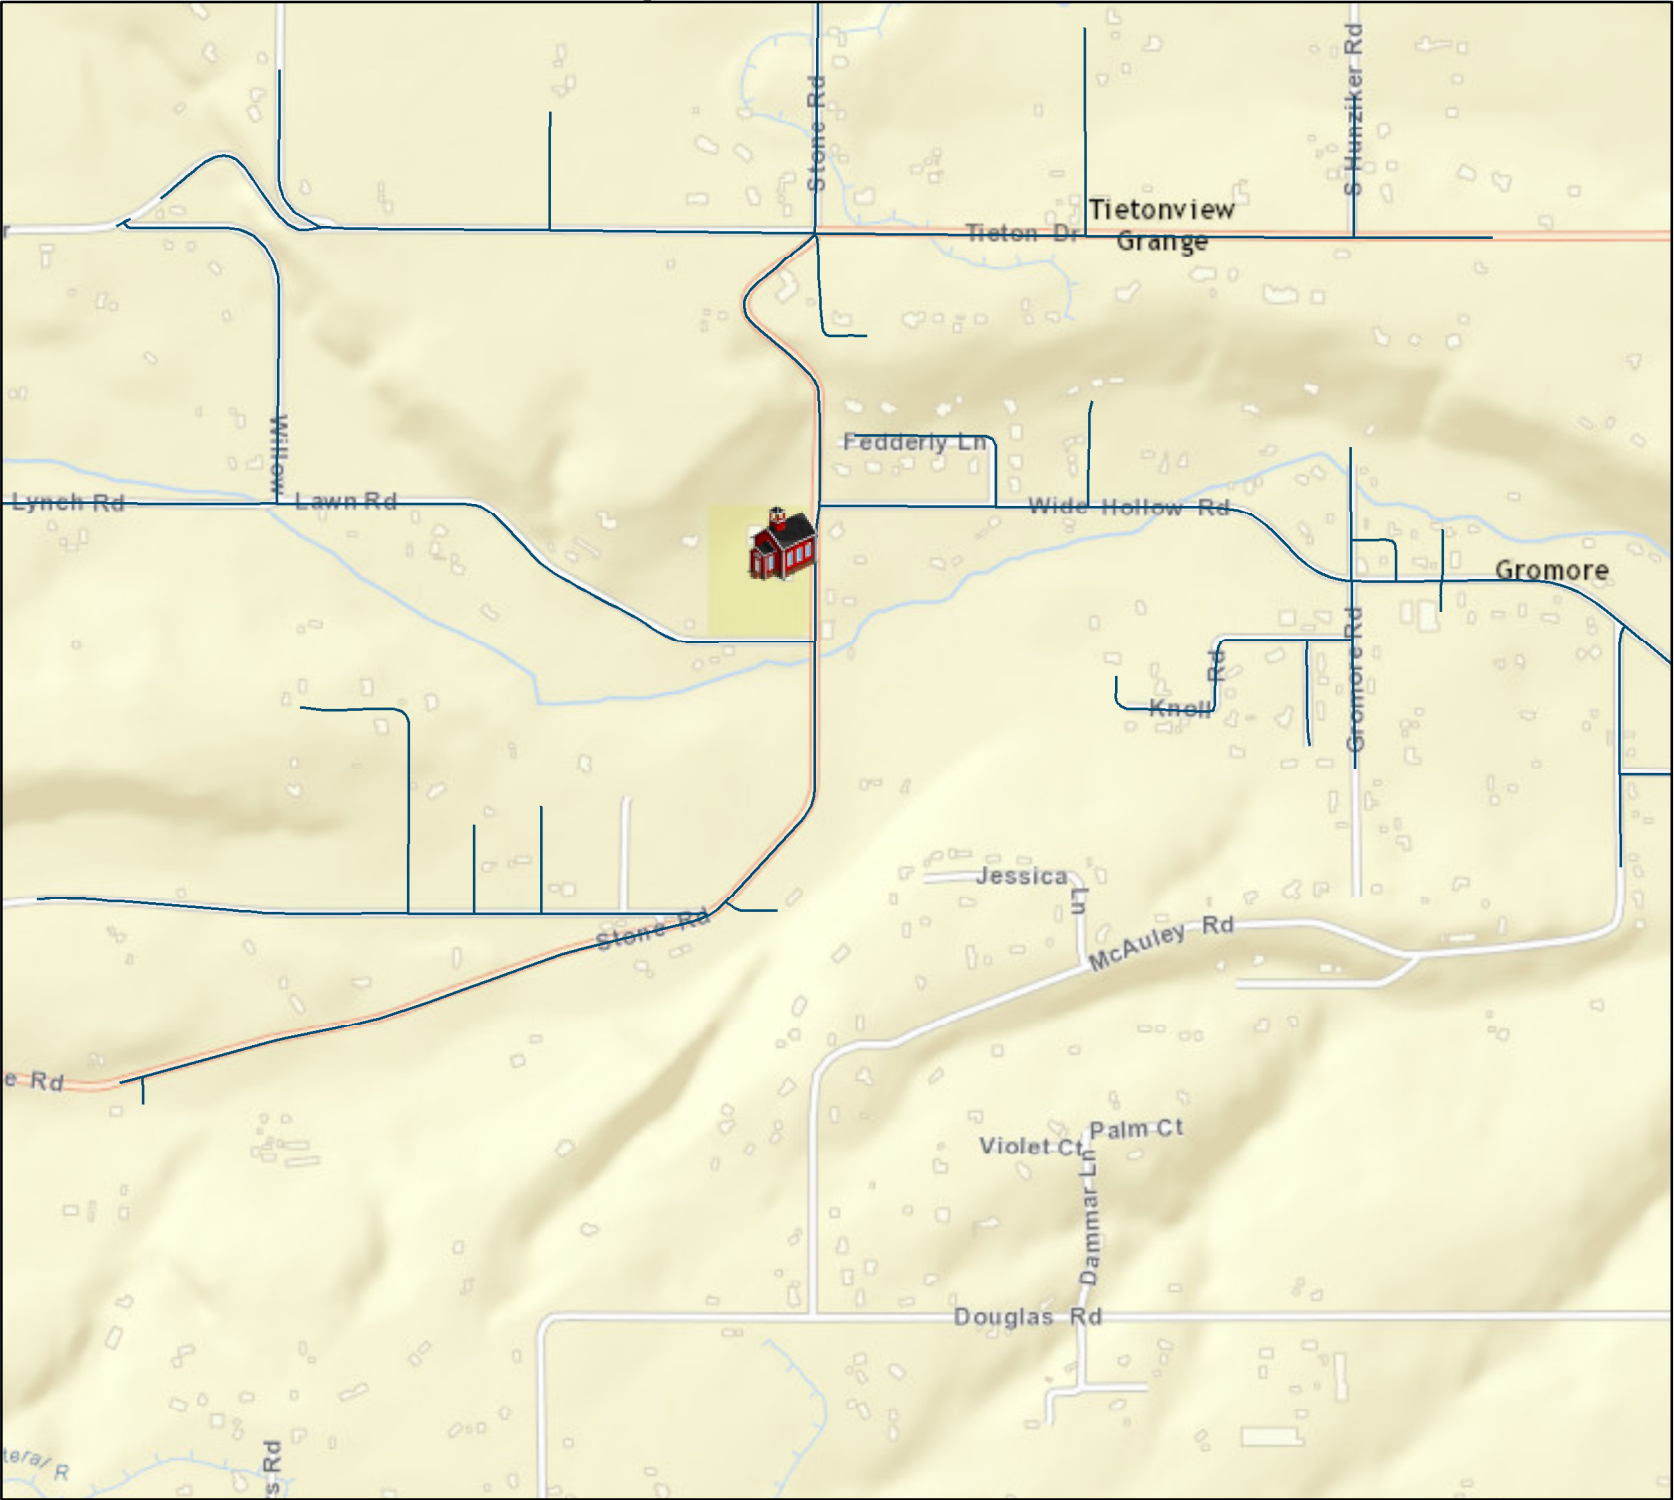 Stone Rd
S Hunziker Rd
Tietonview
Grange
r
Tieton Dr
Willow
Fedderly Ln
Lynch Rd
Lawn Rd
Wide Hollow Rd
Gromore
Gromore Rd
Knoll Rd
Jessica Ln
Stone Rd
McAuley Rd
e Rd
Palm Ct
Violet Ct
Dammar Ln
Douglas Rd
teral R
s Rd